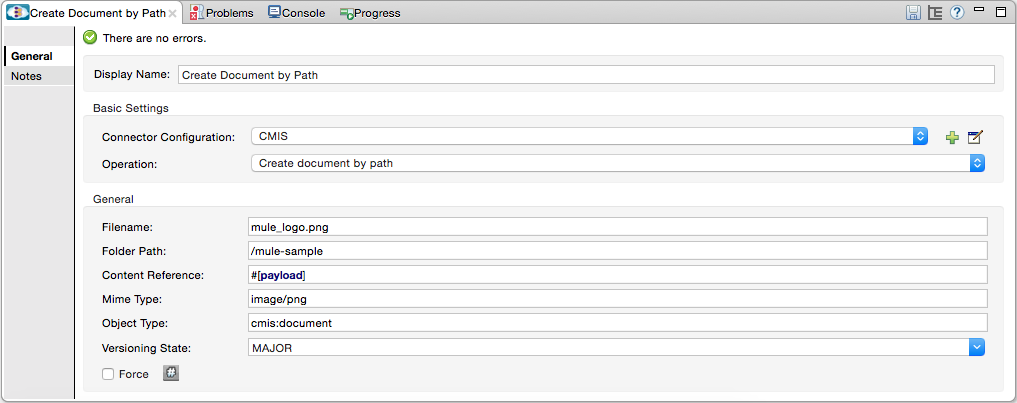 Create Document by Path Problems Console Progress
There are no errors.
General
Notes
Display Name: Create Document by Path
Basic Settings
Connector Configuration: CMIS
Operation: Create document by path
General
Filename: mule_logo.png
Folder Path: /mule-sample
Content Reference: #[payload]
Mime Type: image/png
Object Type: cmis:document
Versioning State: MAJOR
Force #